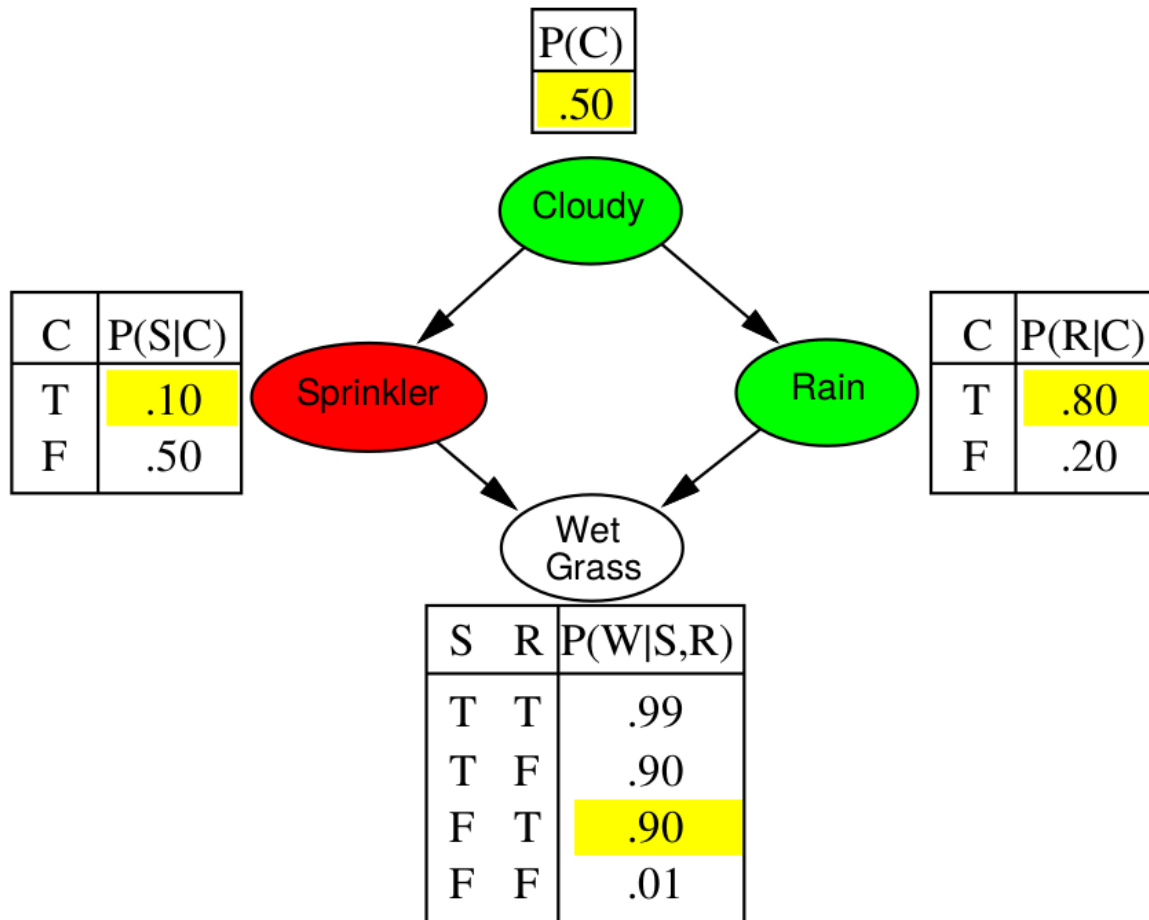 P(C)
.50
Cloudy
C P(S|C)
T .10
F .50
Sprinkler
Rain
C P(R|C)
T .80
F .20
Wet
Grass
S R P(W|S,R)
T T .99
T F .90
F T .90
F F .01